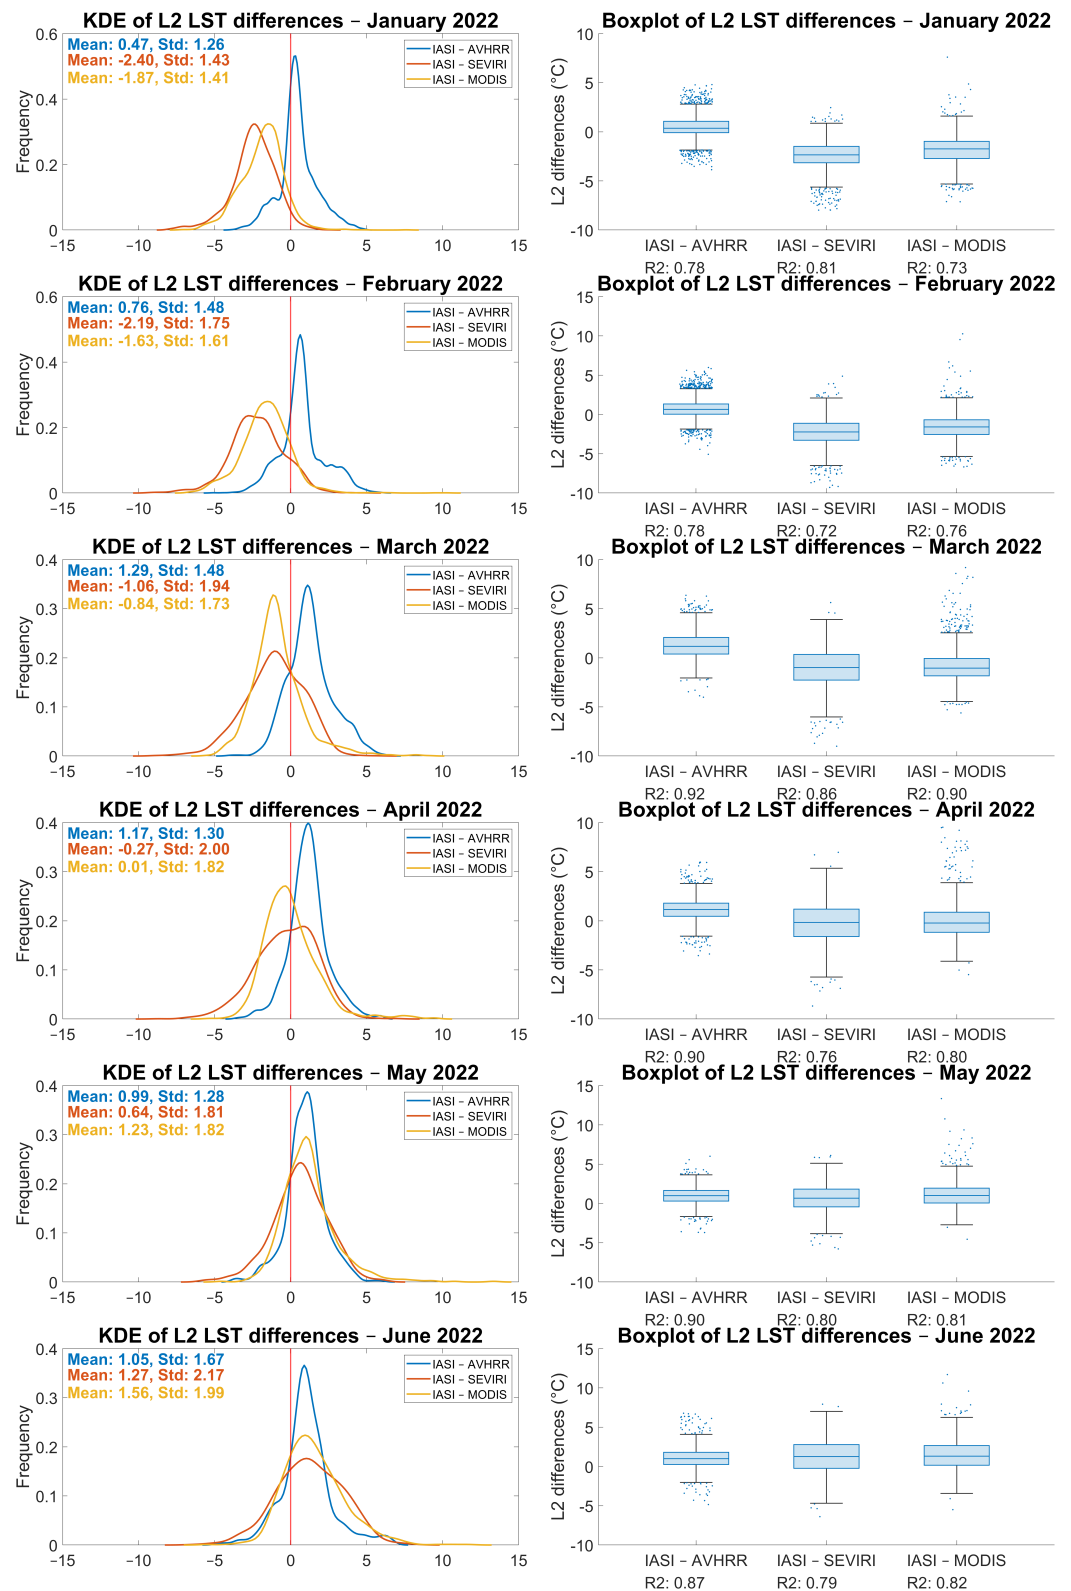 KDE of L2 LST differences – January 2022
Mean: 0.47, Std: 1.26
Mean: -2.40, Std: 1.43
Mean: -1.87, Std: 1.41
IASI – AVHRR
IASI – SEVIRI
IASI – MODIS
Frequency
0.6
0.4
0.2
0
−15 −10 −5 0 5 10 15
Boxplot of L2 LST differences – January 2022
L2 differences (°C)
10
5
0
-5
-10
IASI – AVHRR IASI – SEVIRI IASI – MODIS
R2: 0.78 R2: 0.81 R2: 0.73
KDE of L2 LST differences – February 2022
Mean: 0.76, Std: 1.48
Mean: -2.19, Std: 1.75
Mean: -1.63, Std: 1.61
IASI – AVHRR
IASI – SEVIRI
IASI – MODIS
Frequency
0.6
0.4
0.2
0
−15 −10 −5 0 5 10 15
Boxplot of L2 LST differences – February 2022
L2 differences (°C)
15
10
5
0
-5
-10
IASI – AVHRR IASI – SEVIRI IASI – MODIS
R2: 0.78 R2: 0.72 R2: 0.76
KDE of L2 LST differences – March 2022
Mean: 1.29, Std: 1.48
Mean: -1.06, Std: 1.94
Mean: -0.84, Std: 1.73
IASI – AVHRR
IASI – SEVIRI
IASI – MODIS
Frequency
0.4
0.3
0.2
0.1
0
−15 −10 −5 0 5 10 15
Boxplot of L2 LST differences – March 2022
L2 differences (°C)
10
5
0
-5
-10
IASI – AVHRR IASI – SEVIRI IASI – MODIS
R2: 0.92 R2: 0.86 R2: 0.90
KDE of L2 LST differences – April 2022
Mean: 1.17, Std: 1.30
Mean: -0.27, Std: 2.00
Mean: 0.01, Std: 1.82
IASI – AVHRR
IASI – SEVIRI
IASI – MODIS
Frequency
0.4
0.3
0.2
0.1
0
−15 −10 −5 0 5 10 15
Boxplot of L2 LST differences – April 2022
L2 differences (°C)
10
5
0
-5
-10
IASI – AVHRR IASI – SEVIRI IASI – MODIS
R2: 0.90 R2: 0.76 R2: 0.80
KDE of L2 LST differences – May 2022
Mean: 0.99, Std: 1.28
Mean: 0.64, Std: 1.81
Mean: 1.23, Std: 1.82
IASI – AVHRR
IASI – SEVIRI
IASI – MODIS
Frequency
0.4
0.3
0.2
0.1
0
−15 −10 −5 0 5 10 15
Boxplot of L2 LST differences – May 2022
L2 differences (°C)
15
10
5
0
-5
-10
IASI – AVHRR IASI – SEVIRI IASI – MODIS
R2: 0.90 R2: 0.80 R2: 0.81
KDE of L2 LST differences – June 2022
Mean: 1.05, Std: 1.67
Mean: 1.27, Std: 2.17
Mean: 1.56, Std: 1.99
IASI – AVHRR
IASI – SEVIRI
IASI – MODIS
Frequency
0.4
0.3
0.2
0.1
0
−15 −10 −5 0 5 10 15
Boxplot of L2 LST differences – June 2022
L2 differences (°C)
15
10
5
0
-5
-10
IASI – AVHRR IASI – SEVIRI IASI – MODIS
R2: 0.87 R2: 0.79 R2: 0.82